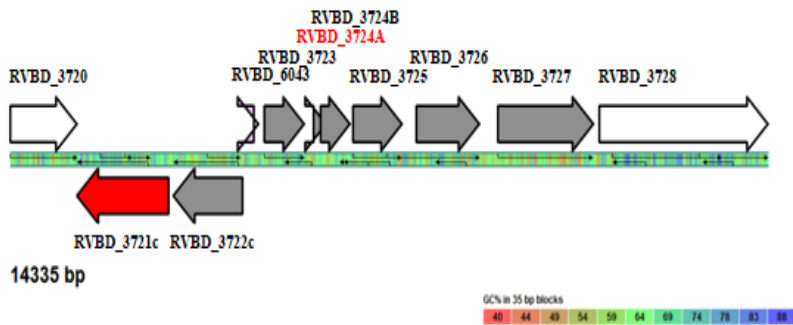 RVBD_3724B
RVBD_3724A
RVBD_3723 RVBD_3726
RVBD_3720 RVBD_6043 RVBD_3725 RVBD_3727 RVBD_3728
RVBD_3721c RVBD_3722c
14335 bp
GC% in 35 bp blocks
40 44 49 54 59 64 69 74 78 83 88